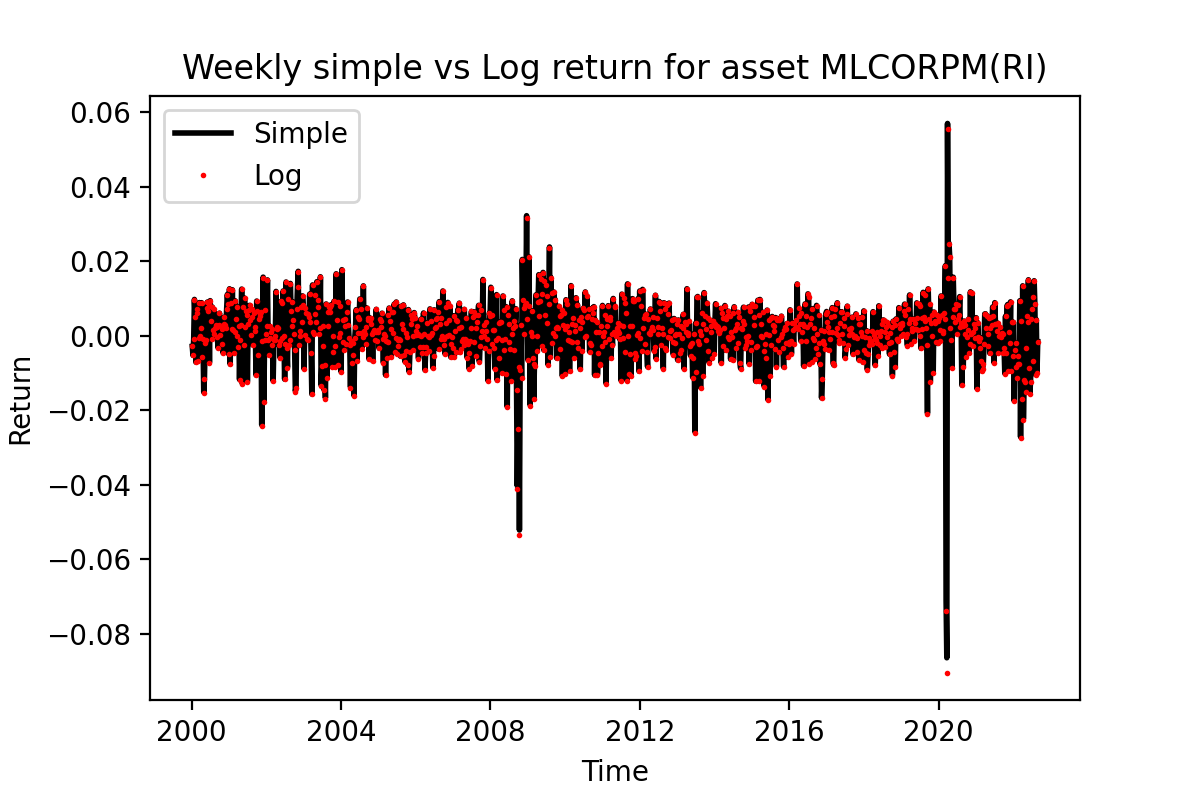 Weekly simple vs Log return for asset MLCORPM(RI)
Simple
Log
0.06
0.04
0.02
0.00
−0.02
−0.04
−0.06
−0.08
Return
2000 2004 2008 2012 2016 2020
Time